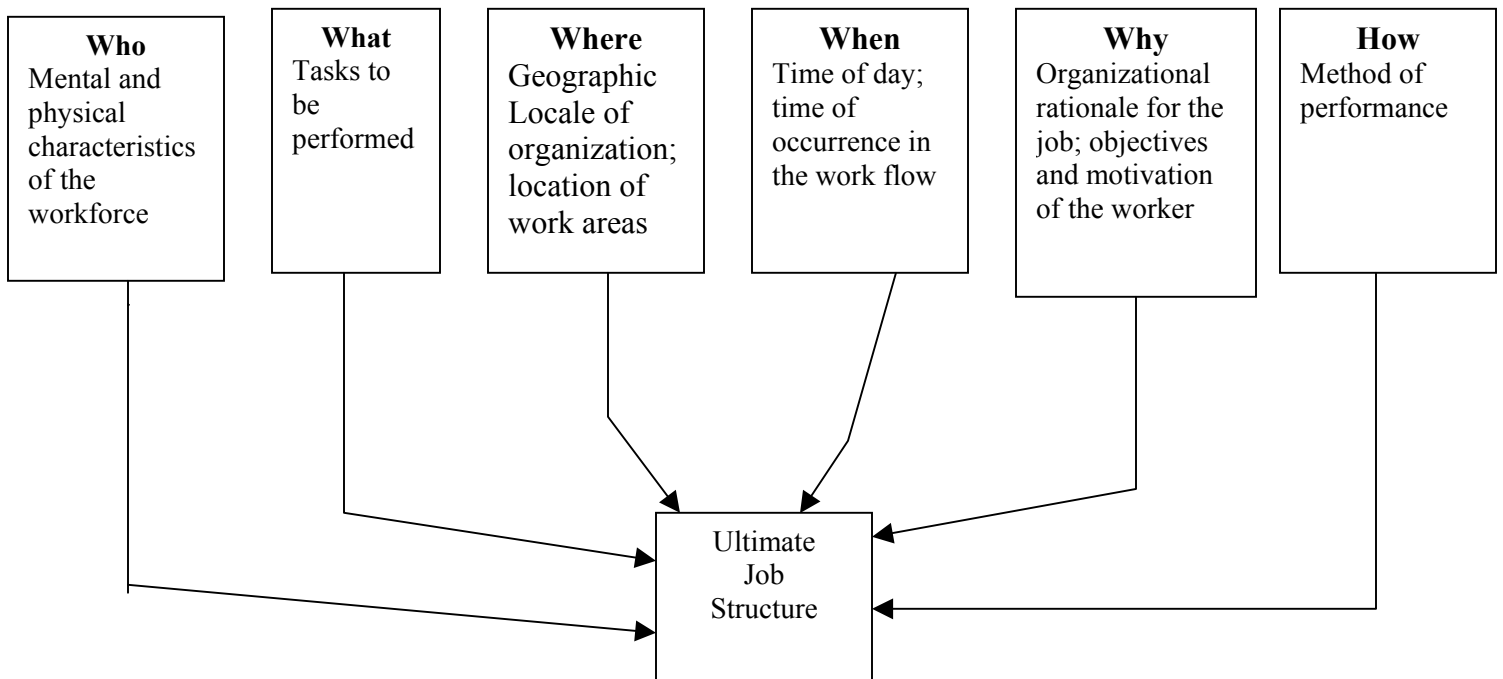 Who
Mental and
physical
characteristics
of the
workforce
What
Tasks to
be
performed
Where
Geographic
Locale of
organization;
location of
work areas
When
Time of day;
time of
occurrence in
the work flow
Why
Organizational
rationale for the
job; objectives
and motivation
of the worker
How
Method of
performance
Ultimate
Job
Structure